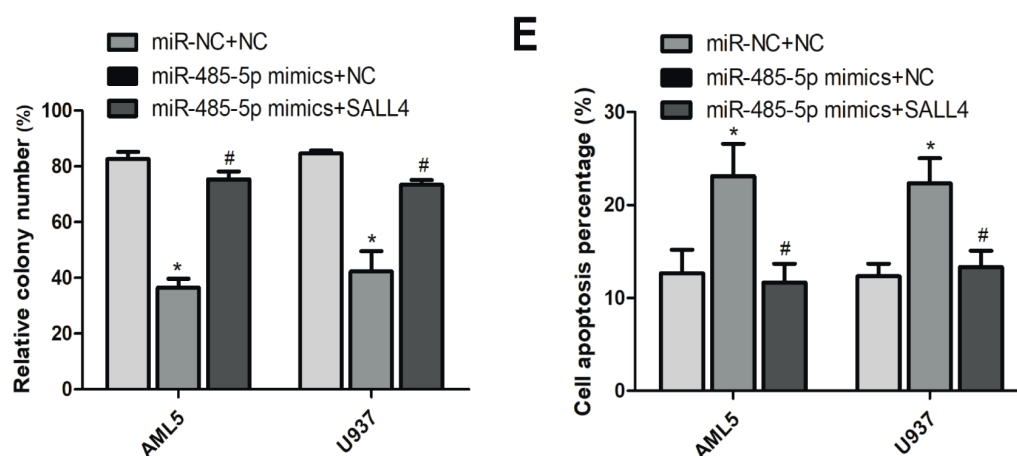 miR-NC+NC
miR-485-5p mimics+NC
miR-485-5p mimics+SALL4
Relative colony number (%)
100
80
60
40
20
0
*
#
*
#
AML5
U937
E
miR-NC+NC
miR-485-5p mimics+NC
miR-485-5p mimics+SALL4
Cell apoptosis percentage (%)
30
20
10
0
*
#
*
#
AML5
U937